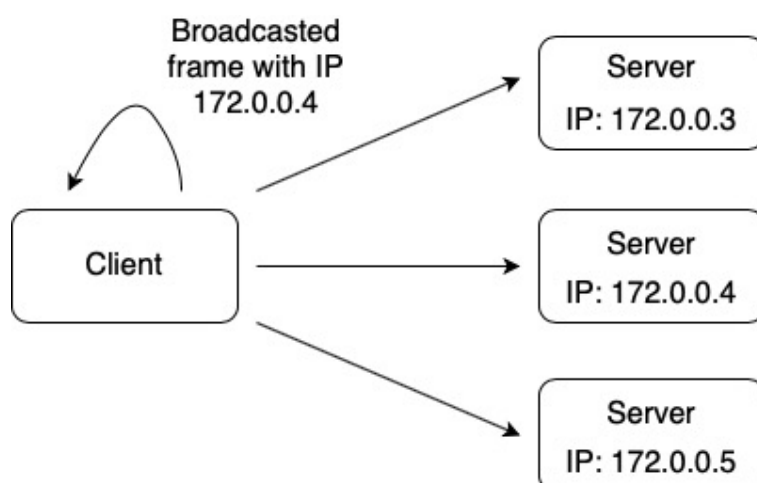 Broadcasted
frame with IP
172.0.0.4
Client
Server
IP: 172.0.0.3
Server
IP: 172.0.0.4
Server
IP: 172.0.0.5